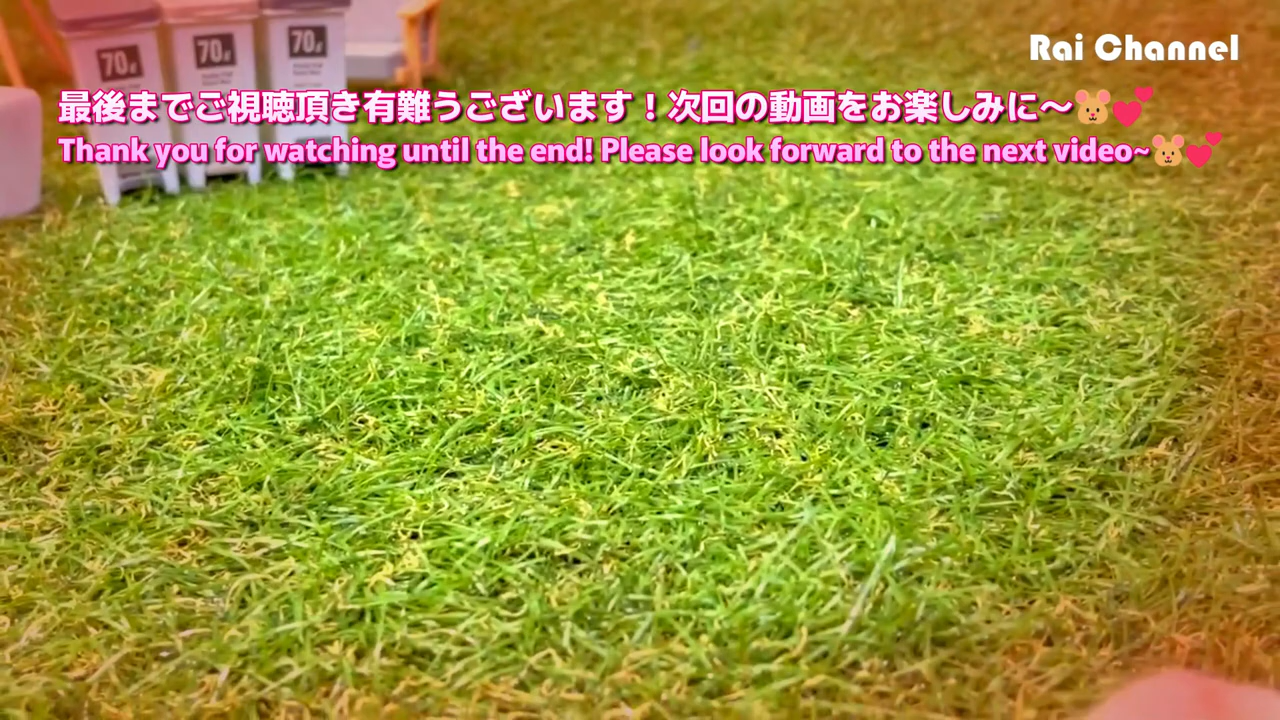 70ℓ
70ℓ
70ℓ
Rai Channel
最後までご視聴頂き有難うございます！次回の動画をお楽しみに～🐹💕
Thank you for watching until the end! Please look forward to the next video~🐹💕